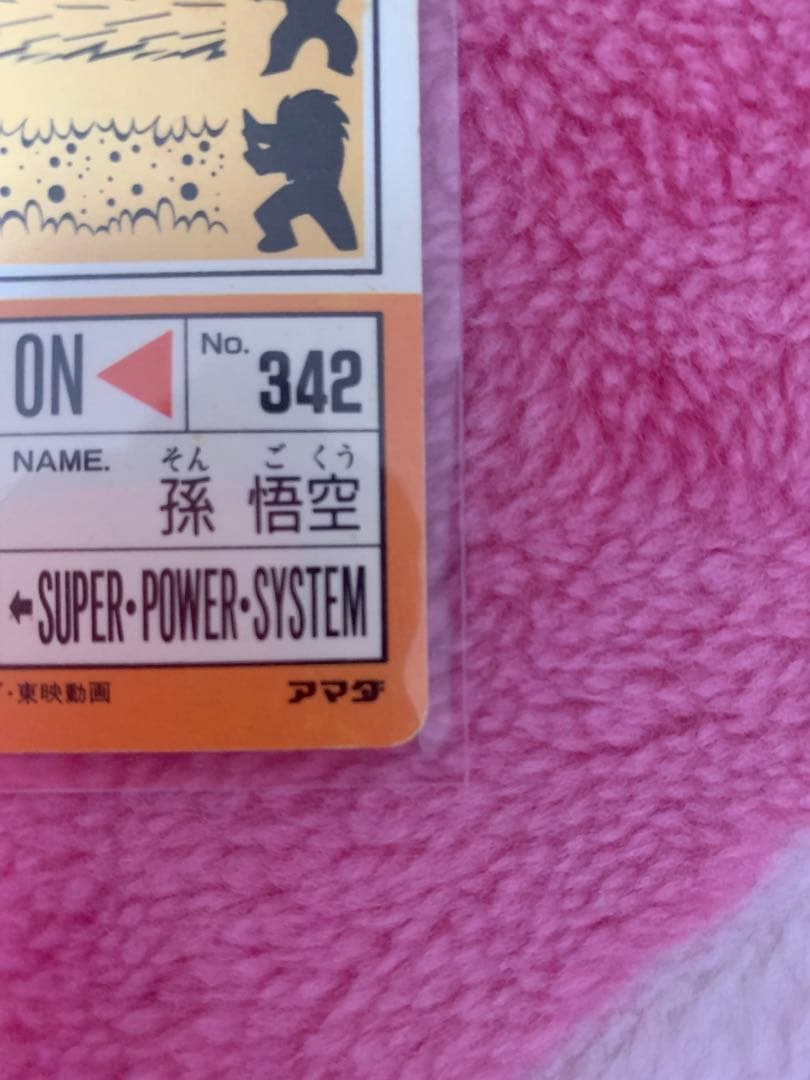 ON
No.
342
NAME.
そん ご くう
孫 悟空
←SUPER・POWER・SYSTEM
・東映動画
アマダ